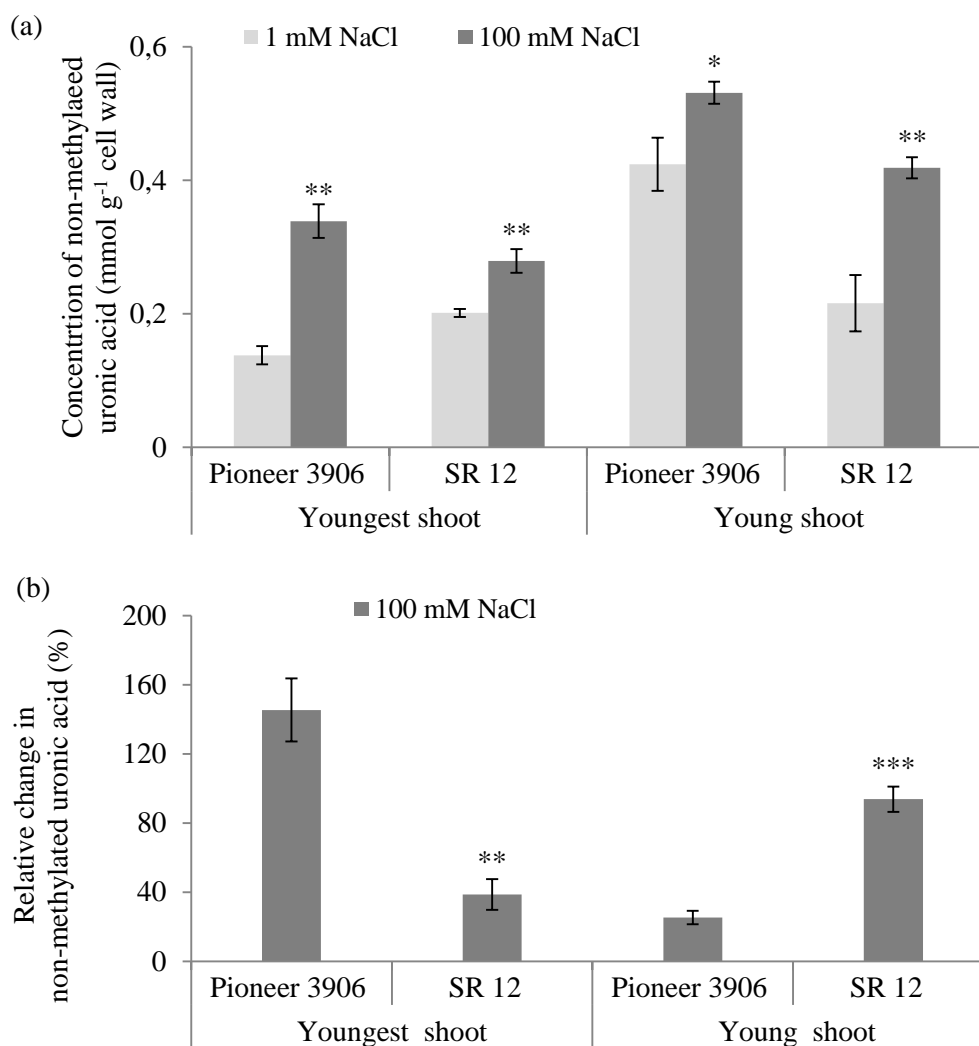 (a)
1 mM NaCl 100 mM NaCl
Concentrtion of non-methylaeed
uronic acid (mmol g⁻¹ cell wall)
0,6
0,4
0,2
0
** ** * **
Pioneer 3906 SR 12 Pioneer 3906 SR 12
Youngest shoot Young shoot
(b)
100 mM NaCl
Relative change in
non-methylated uronic acid (%)
200
160
120
80
40
0
** ***
Pioneer 3906 SR 12 Pioneer 3906 SR 12
Youngest shoot Young shoot